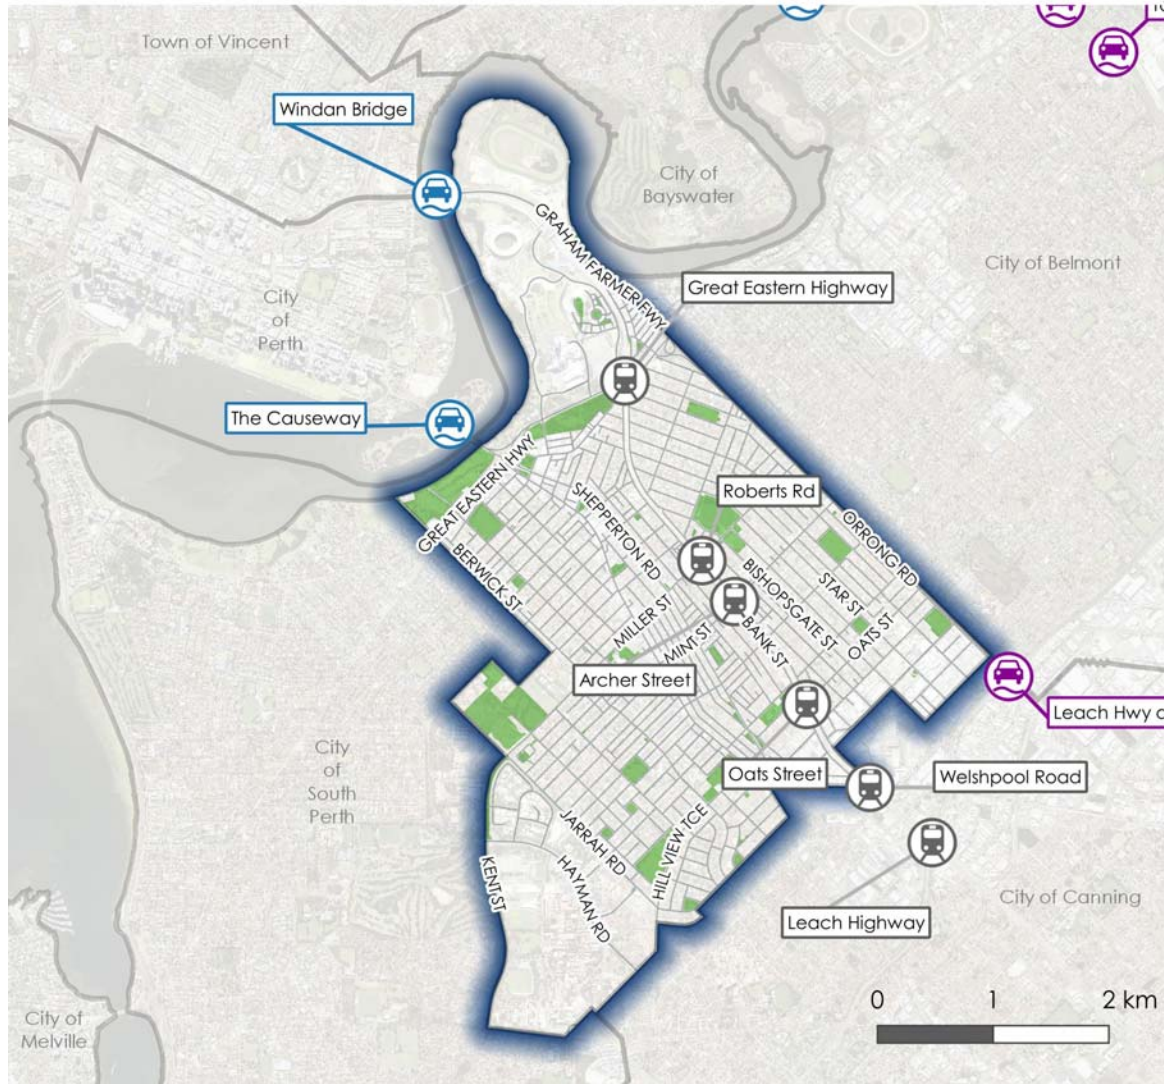 Town of Vincent
Windan Bridge
City of
Bayswater
GRAHAM FARMER FWY
City of Belmont
Great Eastern Highway
City
of
Perth
The Causeway
GREAT EASTERN HWY
SHEPPERTON RD
Roberts Rd
ORRONG RD
BERWICK ST
BISHOPSGATE ST
STAR ST
OATS ST
MILLER ST
MINT ST
BANK ST
Archer Street
Leach Hwy
City
of
South
Perth
Oats Street
Welshpool Road
JARRAH RD
HILL VIEW TCE
KENT ST
HAYMAN RD
Leach Highway
City of Canning
0 1 2 km
City of
Melville